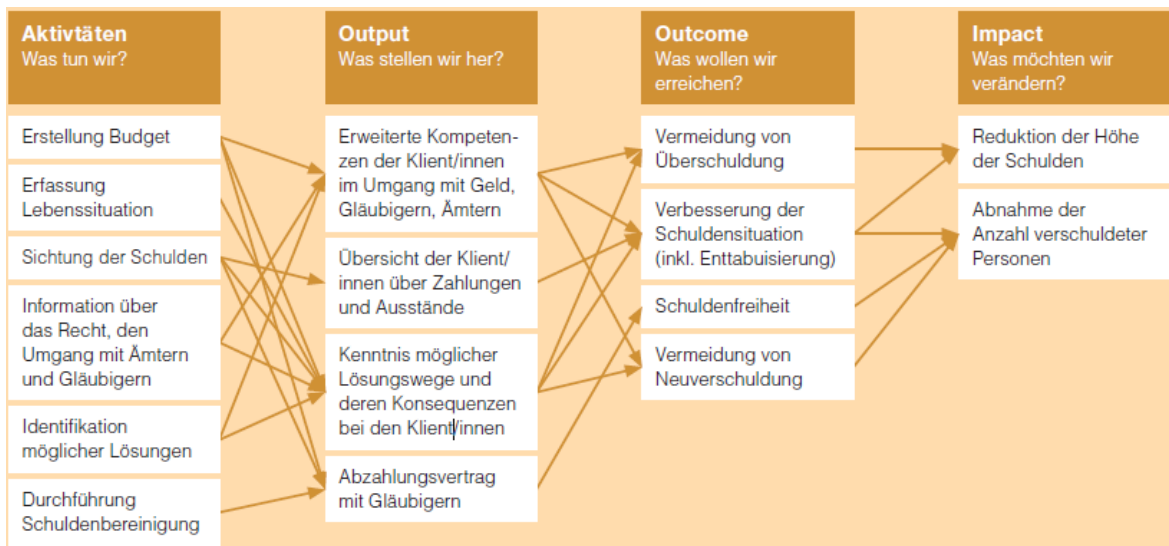 Aktivtäten
Was tun wir?
Erstellung Budget
Erfassung
Lebenssituation
Sichtung der Schulden
Information über
das Recht, den
Umgang mit Ämtern
und Gläubigern
Identifikation
möglicher Lösungen
Durchführung
Schuldenbereinigung
Output
Was stellen wir her?
Erweiterte Kompeten-
zen der Klient/innen
im Umgang mit Geld,
Gläubigern, Ämtern
Übersicht der Klient/
innen über Zahlungen
und Ausstände
Kenntnis möglicher
Lösungswege und
deren Konsequenzen
bei den Klient/innen
Abzahlungsvertrag
mit Gläubigern
Outcome
Was wollen wir
erreichen?
Vermeidung von
Überschuldung
Verbesserung der
Schuldensituation
(inkl. Enttabuisierung)
Schuldenfreiheit
Vermeidung von
Neuverschuldung
Impact
Was möchten wir
verändern?
Reduktion der Höhe
der Schulden
Abnahme der
Anzahl verschuldeter
Personen